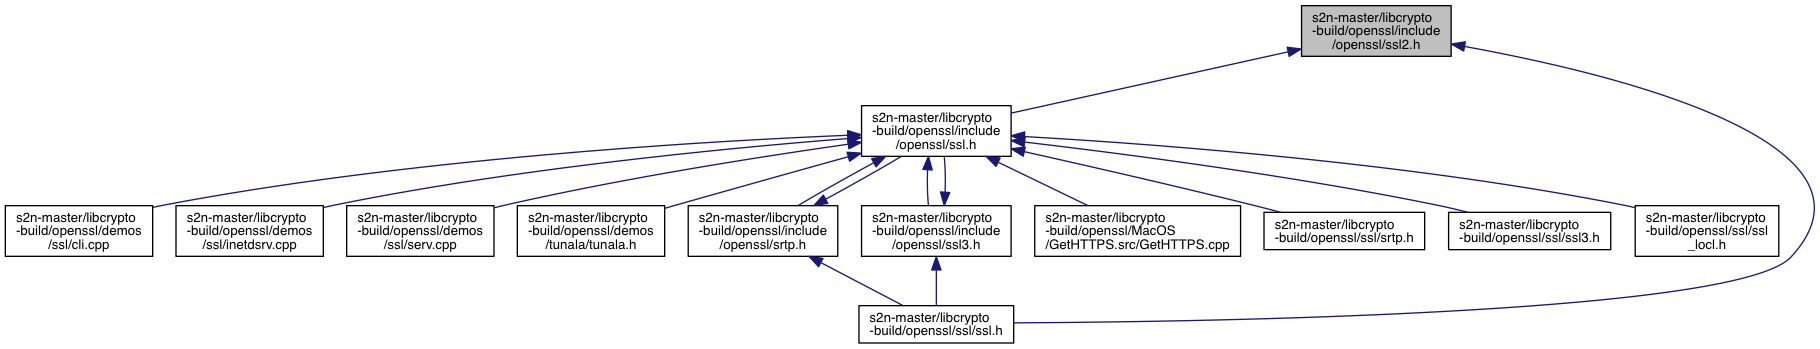 s2n-master/libcrypto
-build/openssl/include
/openssl/ssl2.h
s2n-master/libcrypto
-build/openssl/include
/openssl/ssl.h
s2n-master/libcrypto
-build/openssl/demos
/ssl/cli.cpp
s2n-master/libcrypto
-build/openssl/demos
/ssl/inetdsrv.cpp
s2n-master/libcrypto
-build/openssl/demos
/ssl/serv.cpp
s2n-master/libcrypto
-build/openssl/demos
/tunala/tunala.h
s2n-master/libcrypto
-build/openssl/include
/openssl/srtp.h
s2n-master/libcrypto
-build/openssl/include
/openssl/ssl3.h
s2n-master/libcrypto
-build/openssl/MacOS
/GetHTTPS.src/GetHTTPS.cpp
s2n-master/libcrypto
-build/openssl/ssl/srtp.h
s2n-master/libcrypto
-build/openssl/ssl/ssl3.h
s2n-master/libcrypto
-build/openssl/ssl/ssl
_locl.h
s2n-master/libcrypto
-build/openssl/ssl/ssl.h